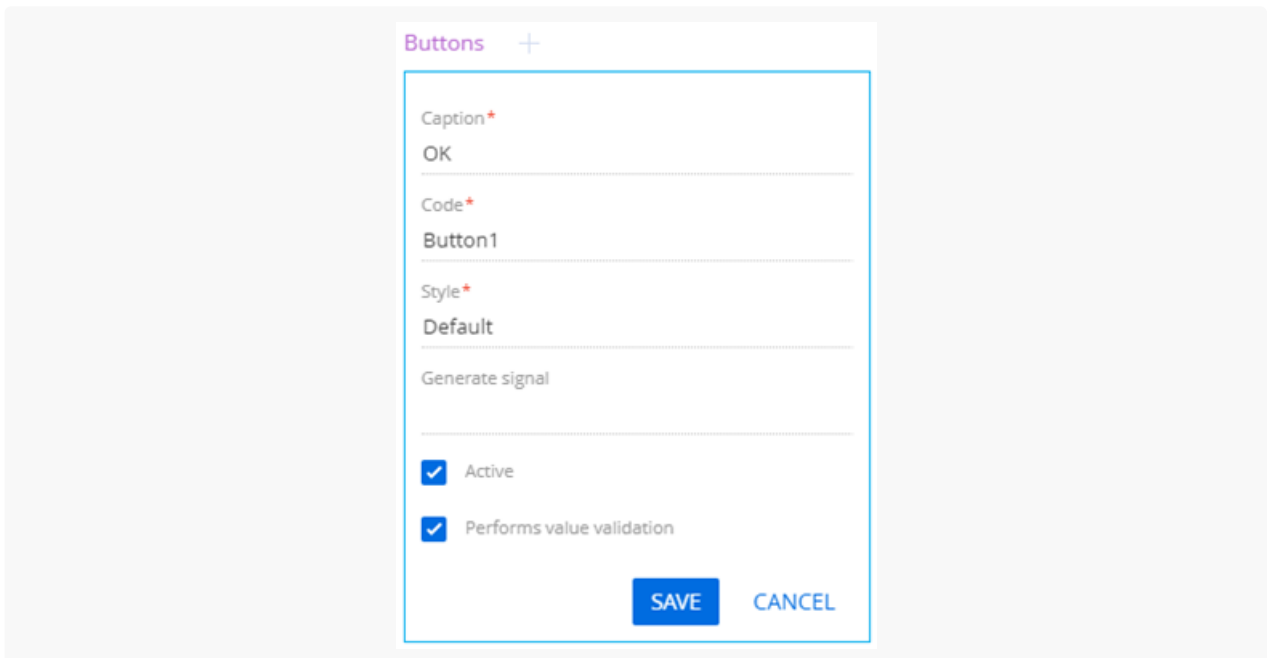 Buttons +
Caption*
OK
Code*
Button1
Style*
Default
Generate signal
Active
Performs value validation
SAVE CANCEL